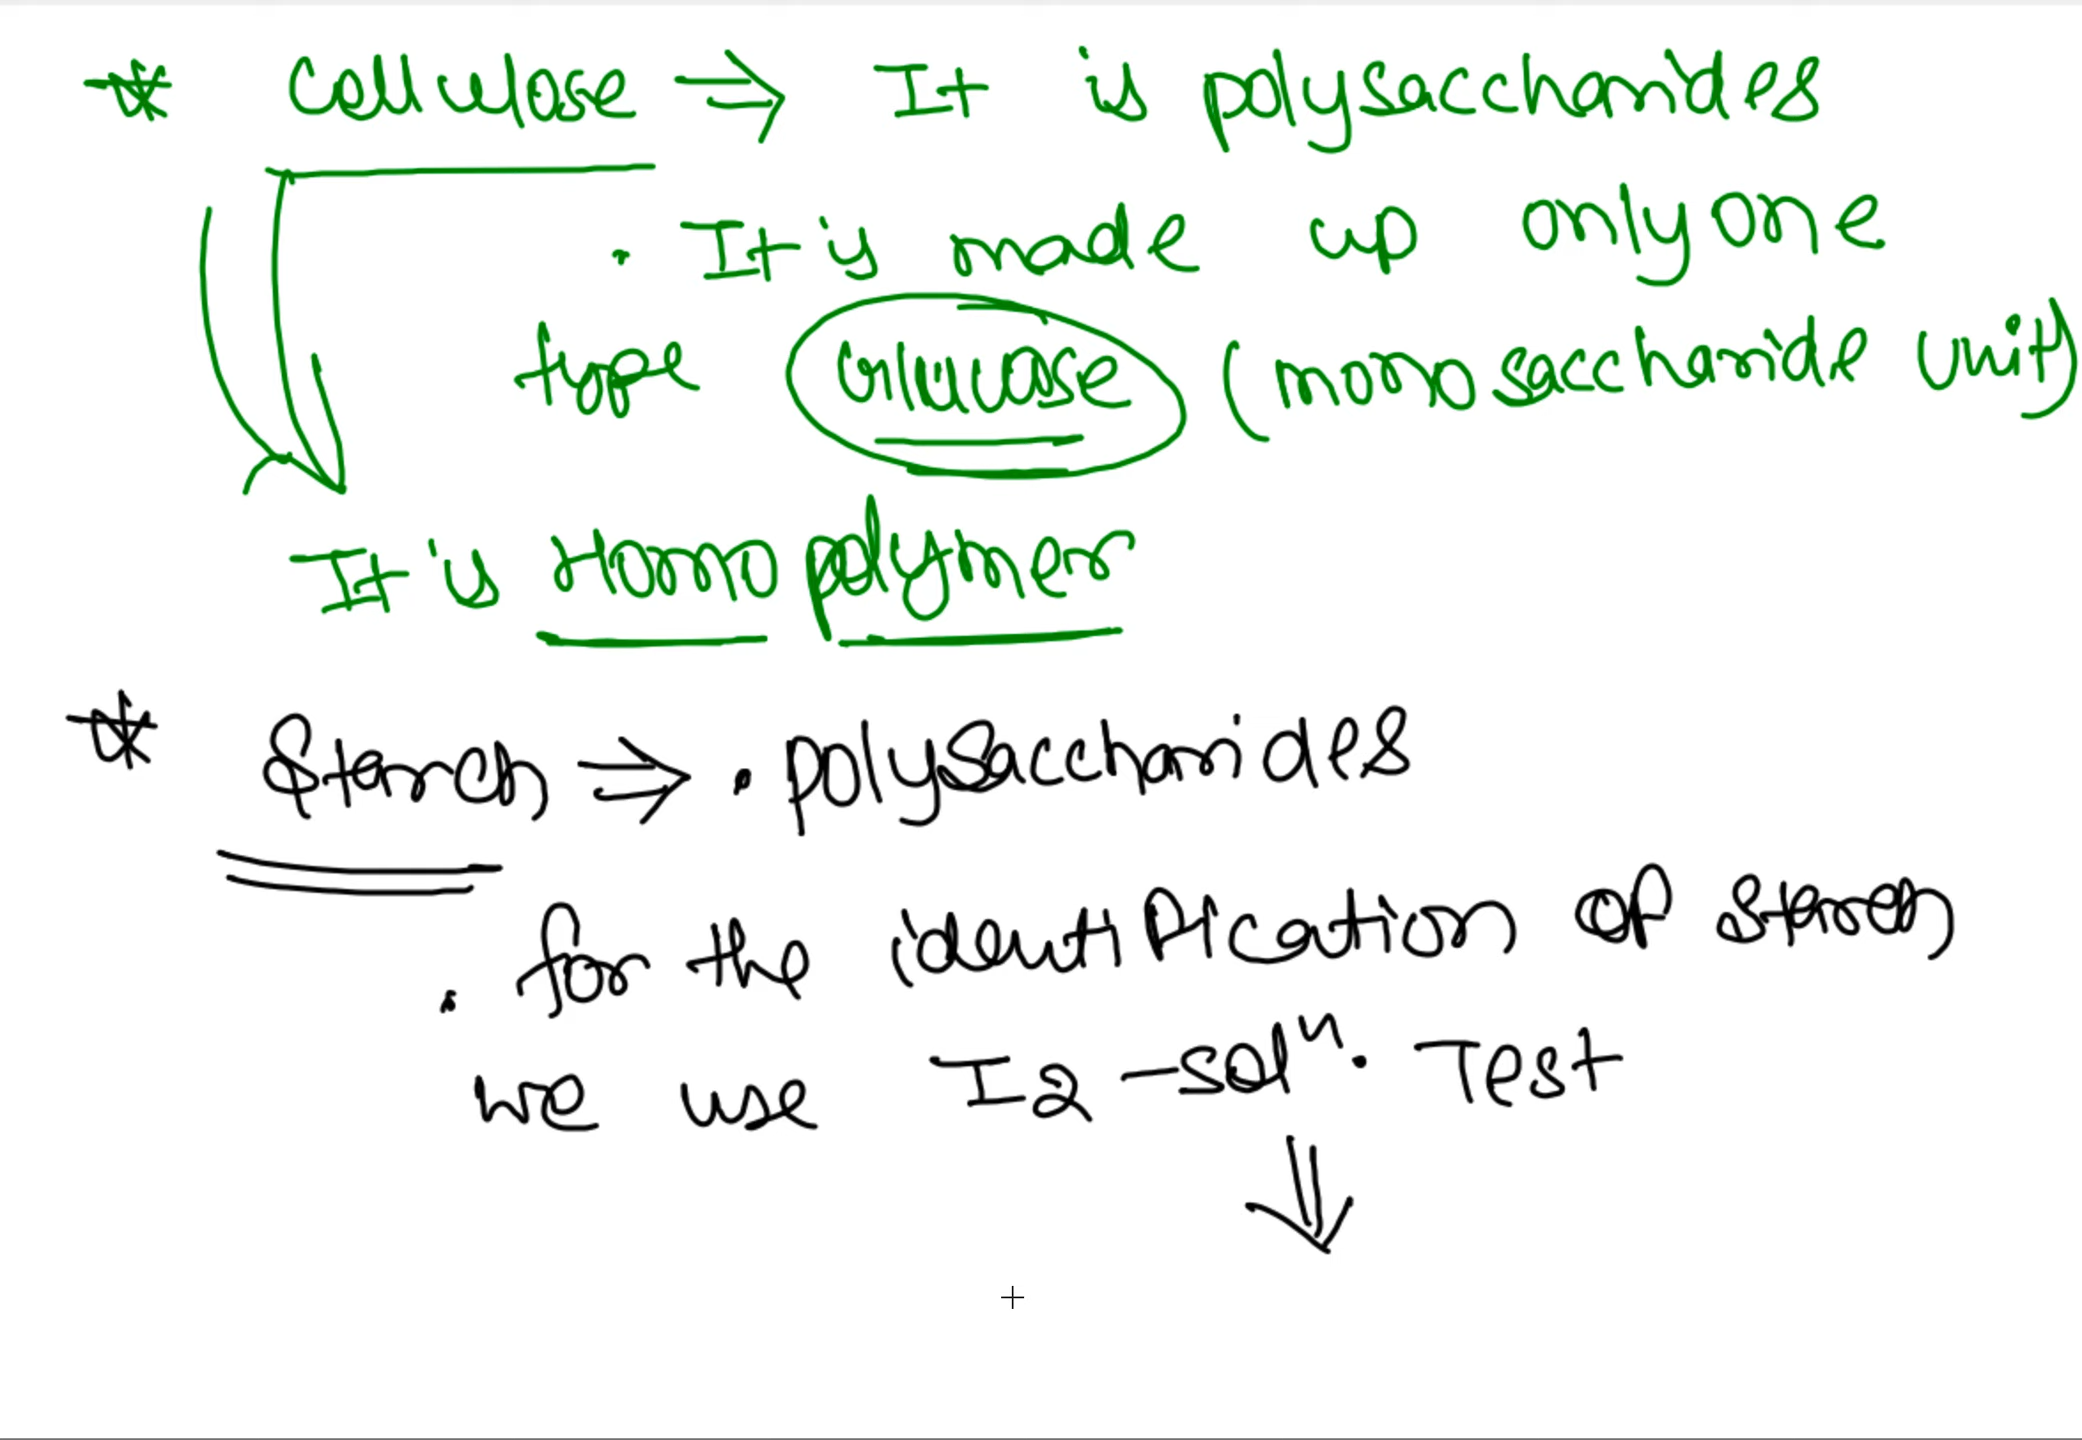 * Cellulose ⇒ It is polysaccharides
. It is made up only one
type Glucose (monosaccharide unit)
It is Homopolymer
* Starch ⇒ . polysaccharides
. for the identification of starch
we use I2 -solⁿ. Test
⇓